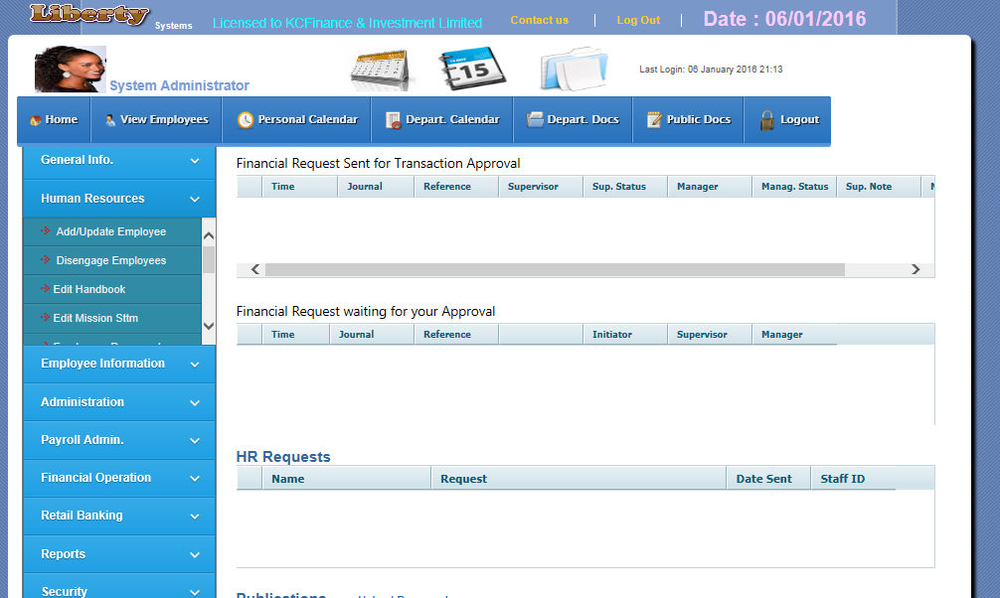 Liberty Systems
Licensed to KCFinance & Investment Limited
Contact us | Log Out | Date : 06/01/2016
System Administrator
15
Last Login: 06 January 2016 21:13
Home View Employees Personal Calendar Depart. Calendar Depart. Docs Public Docs Logout
General Info.
Human Resources
Add/Update Employee
Disengage Employees
Edit Handbook
Edit Mission Sttm
Employee Information
Administration
Payroll Admin.
Financial Operation
Retail Banking
Reports
Security
Financial Request Sent for Transaction Approval
Time Journal Reference Supervisor Sup. Status Manager Manag. Status Sup. Note
Financial Request waiting for your Approval
Time Journal Reference Initiator Supervisor Manager
HR Requests
Name Request Date Sent Staff ID
Publications